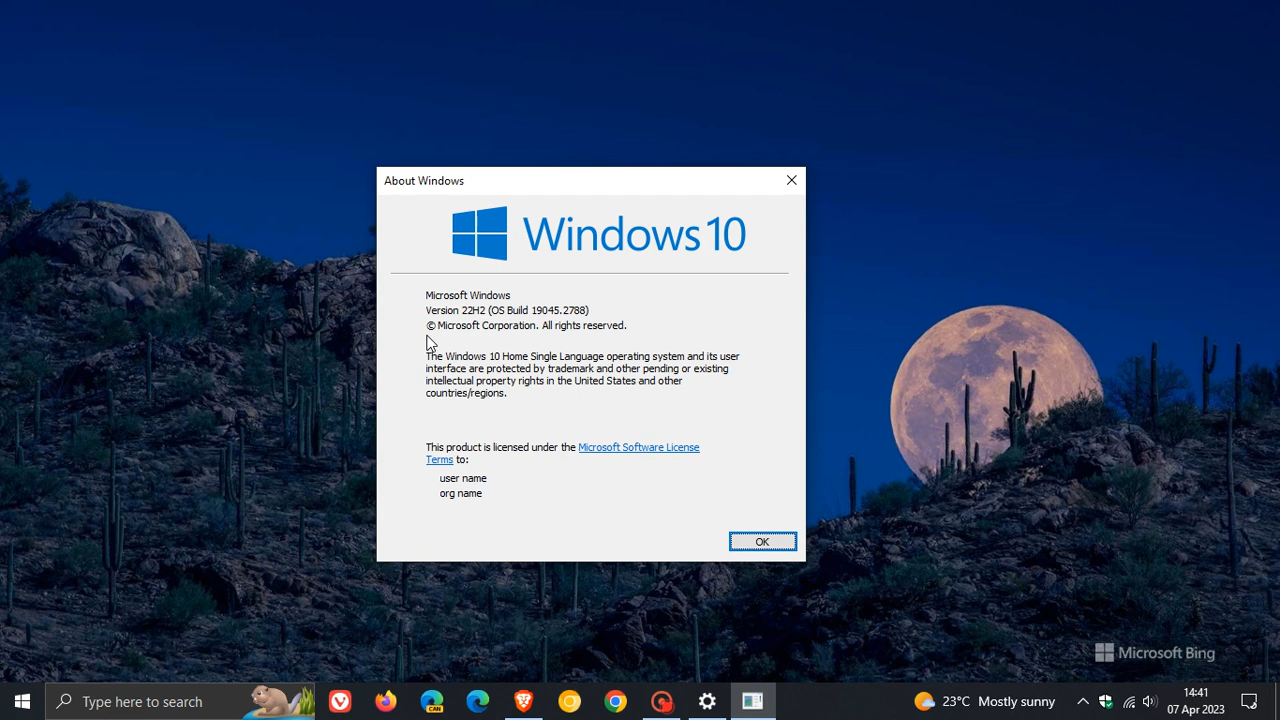 About Windows
Windows 10
Microsoft Windows
Version 22H2 (OS Build 19045.2788)
© Microsoft Corporation. All rights reserved.
The Windows 10 Home Single Language operating system and its user
interface are protected by trademark and other pending or existing
intellectual property rights in the United States and other
countries/regions.
This product is licensed under the Microsoft Software License
Terms to:
user name
org name
OK
Microsoft Bing
Type here to search
CAN
23°C Mostly sunny
14:41
07 Apr 2023